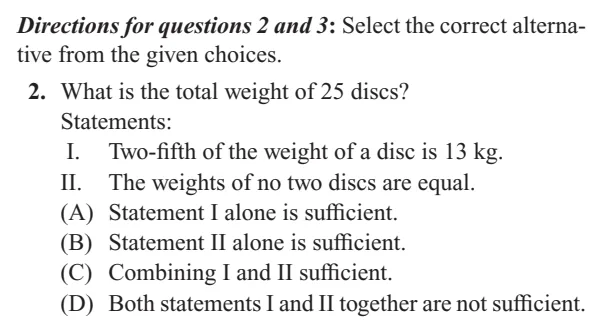 Directions for questions 2 and 3: Select the correct alterna-
tive from the given choices.
2. What is the total weight of 25 discs?
Statements:
I. Two-fifth of the weight of a disc is 13 kg.
II. The weights of no two discs are equal.
(A) Statement I alone is sufficient.
(B) Statement II alone is sufficient.
(C) Combining I and II sufficient.
(D) Both statements I and II together are not sufficient.